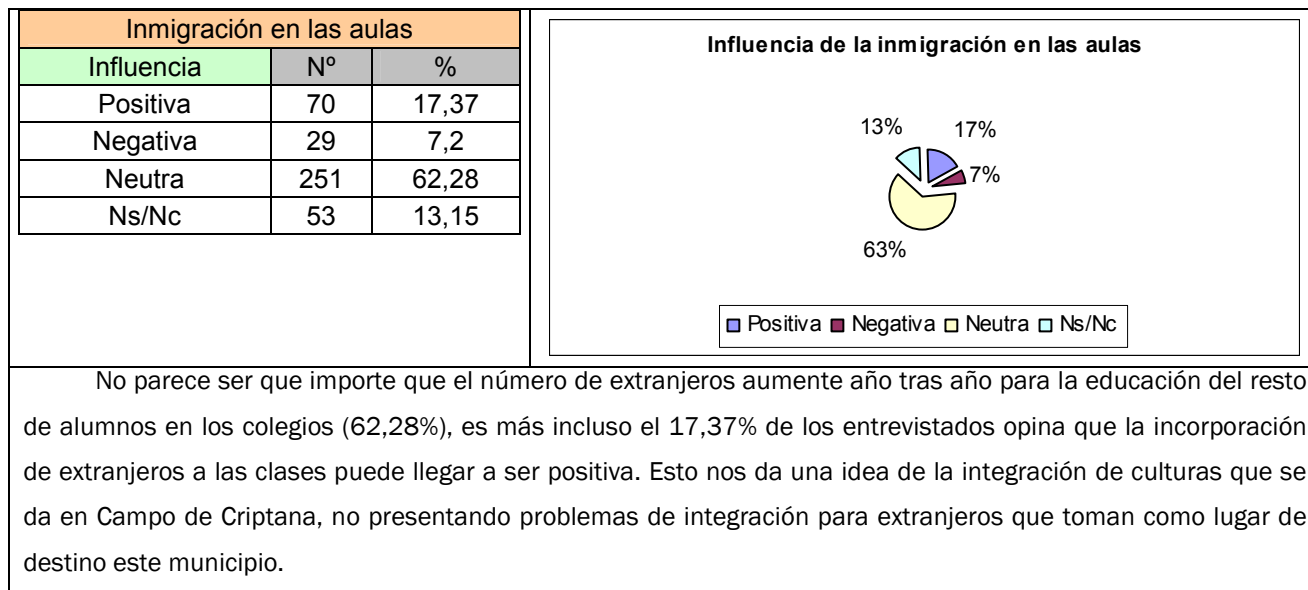 Inmigración en las aulas
Influencia Nº %
Positiva 70 17,37
Negativa 29 7,2
Neutra 251 62,28
Ns/Nc 53 13,15
Influencia de la inmigración en las aulas
13% 17%
7%
63%
Positiva Negativa Neutra Ns/Nc
No parece ser que importe que el número de extranjeros aumente año tras año para la educación del resto
de alumnos en los colegios (62,28%), es más incluso el 17,37% de los entrevistados opina que la incorporación
de extranjeros a las clases puede llegar a ser positiva. Esto nos da una idea de la integración de culturas que se
da en Campo de Criptana, no presentando problemas de integración para extranjeros que toman como lugar de
destino este municipio.